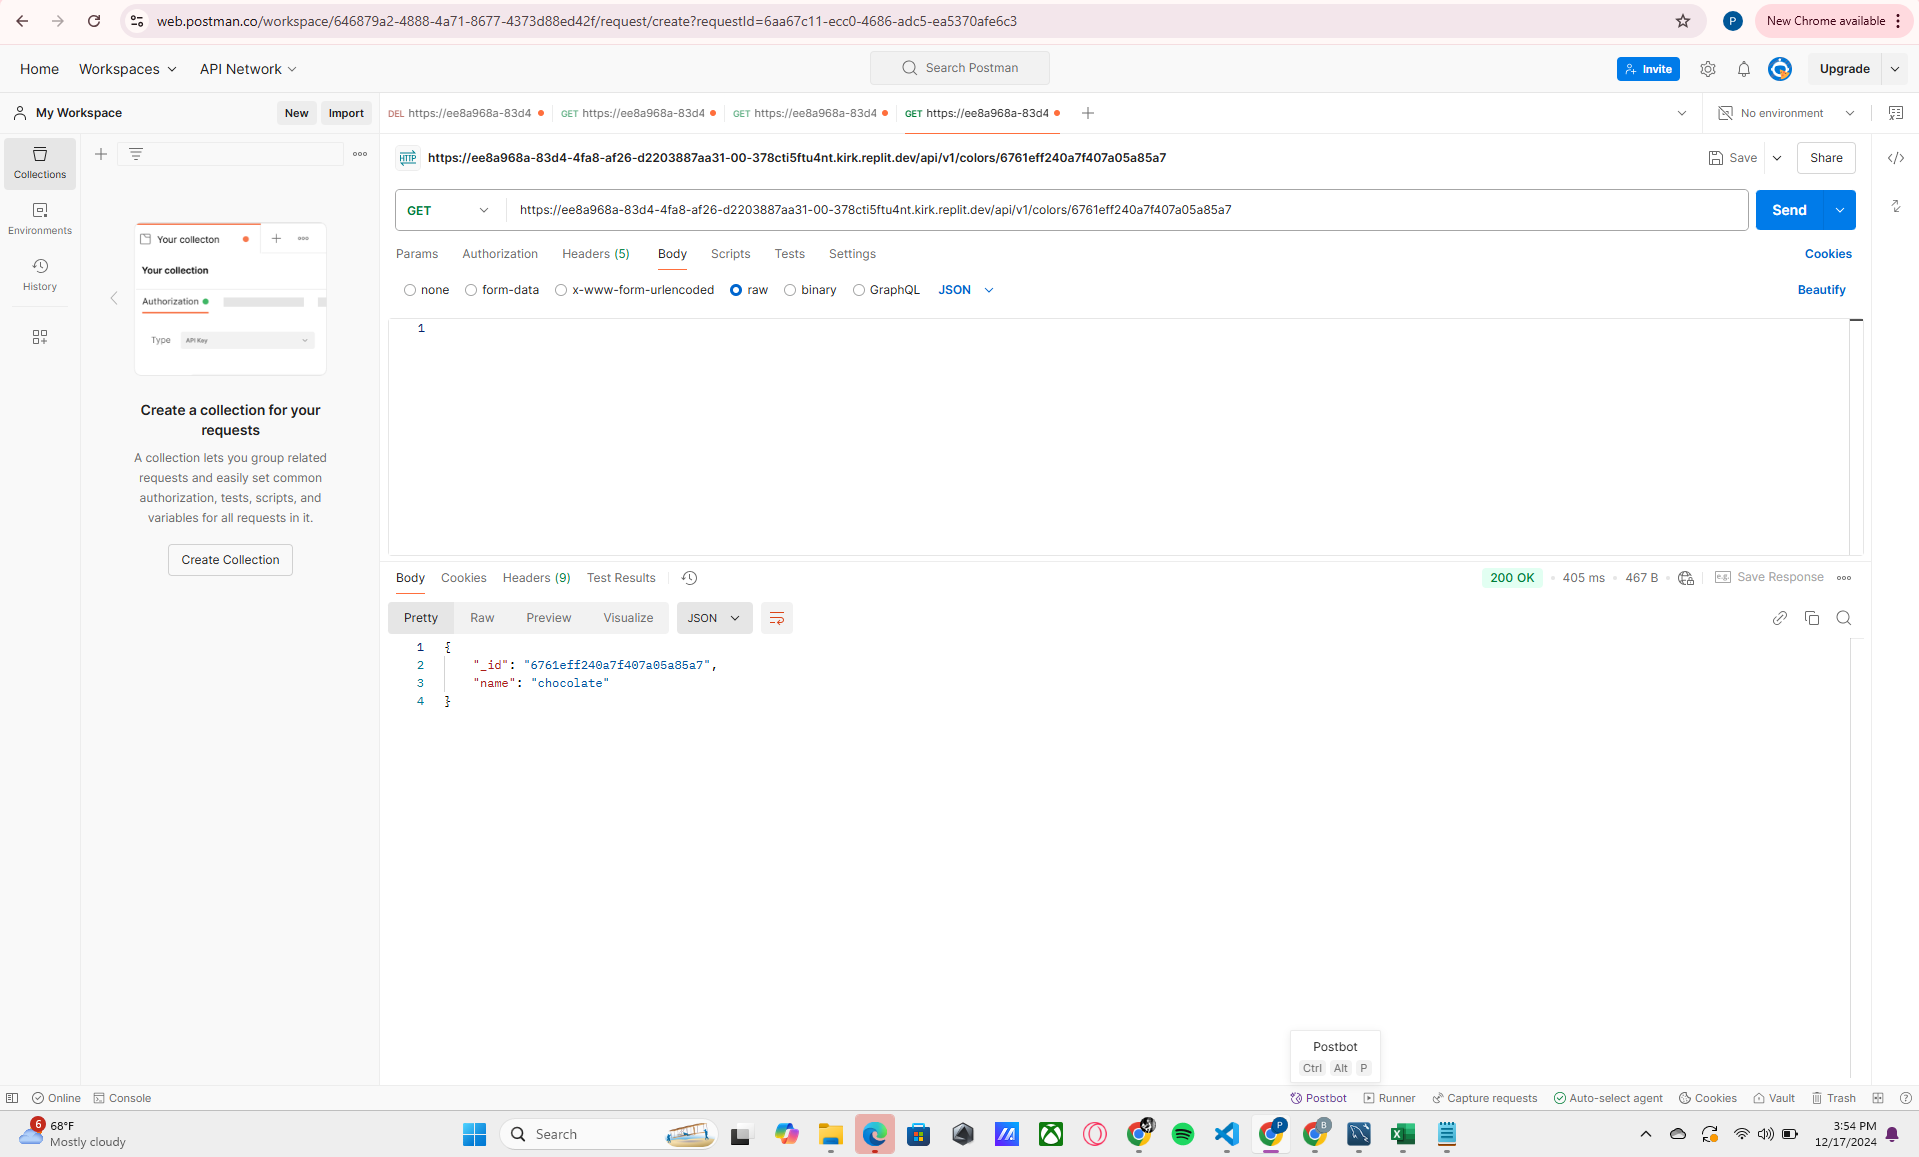 web.postman.co/workspace/646879a2-4888-4a71-8677-4373d88ed42f/request/create?requestId=6aa67c11-ecc0-4686-adc5-ea5370afe6c3
P
New Chrome available
Home
Workspaces
API Network
Search Postman
Invite
Upgrade
My Workspace
New
Import
DEL https://ee8a968a-83d4
GET https://ee8a968a-83d4
GET https://ee8a968a-83d4
GET https://ee8a968a-83d4
No environment
Collections
Environments
History
Your collecton
Your collection
Authorization
Type
API Key
Create a collection for your
requests
A collection lets you group related
requests and easily set common
authorization, tests, scripts, and
variables for all requests in it.
Create Collection
HTTP
https://ee8a968a-83d4-4fa8-af26-d2203887aa31-00-378cti5ftu4nt.kirk.replit.dev/api/v1/colors/6761eff240a7f407a05a85a7
Save
Share
GET
https://ee8a968a-83d4-4fa8-af26-d2203887aa31-00-378cti5ftu4nt.kirk.replit.dev/api/v1/colors/6761eff240a7f407a05a85a7
Send
Params
Authorization
Headers (5)
Body
Scripts
Tests
Settings
Cookies
none
form-data
x-www-form-urlencoded
raw
binary
GraphQL
JSON
Beautify
1
Body
Cookies
Headers (9)
Test Results
200 OK
405 ms
467 B
e.g.
Save Response
Pretty
Raw
Preview
Visualize
JSON
1 {
2 "_id": "6761eff240a7f407a05a85a7",
3 "name": "chocolate"
4 }
Postbot
Ctrl Alt P
Online
Console
Postbot
Runner
Capture requests
Auto-select agent
Cookies
Vault
Trash
6
68°F
Mostly cloudy
Search
P
B
3:54 PM
12/17/2024